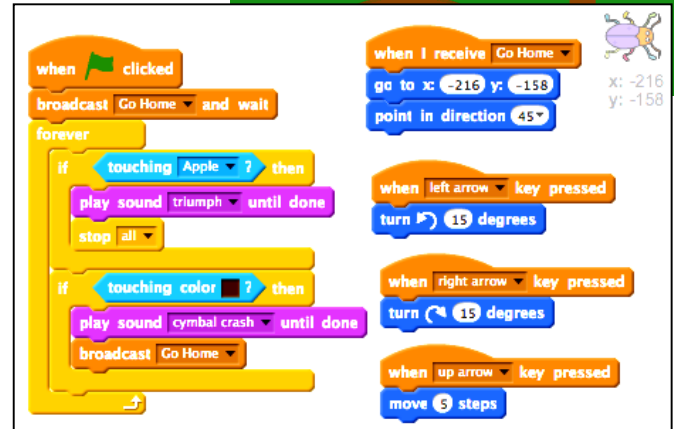 when clicked
broadcast Go Home and wait
forever
if touching Apple ? then
play sound triumph until done
stop all
if touching color ? then
play sound cymbal crash until done
broadcast Go Home
when I receive Go Home
go to x: -216 y: -158
point in direction 45
x: -216
y: -158
when left arrow key pressed
turn 15 degrees
when right arrow key pressed
turn 15 degrees
when up arrow key pressed
move 5 steps